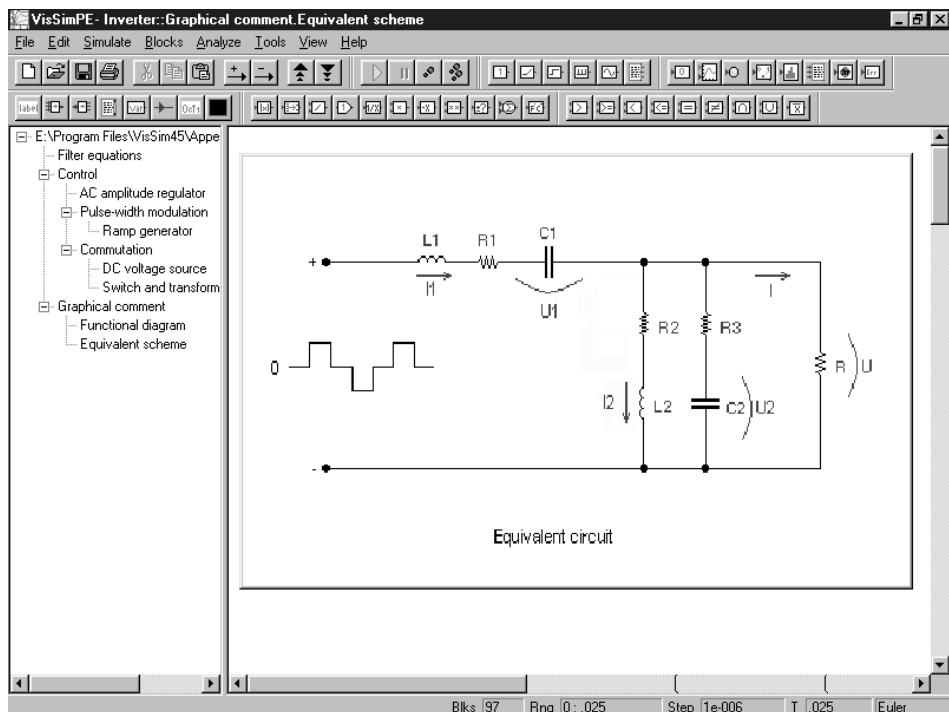 VisSimPE- Inverter::Graphical comment.Equivalent scheme
File Edit Simulate Blocks Analyze Tools View Help
E:\Program Files\VisSim45\Appe
Filter equations
Control
AC amplitude regulator
Pulse-width modulation
Ramp generator
Commutation
DC voltage source
Switch and transform
Graphical comment
Functional diagram
Equivalent scheme
L1 R1 C1
+
I1
U1
I
R2 R3
0
R U
I2 L2 C2 U2
-
Equivalent circuit
Blks 97 Rng 0 : .025 Step 1e-006 T .025 Euler